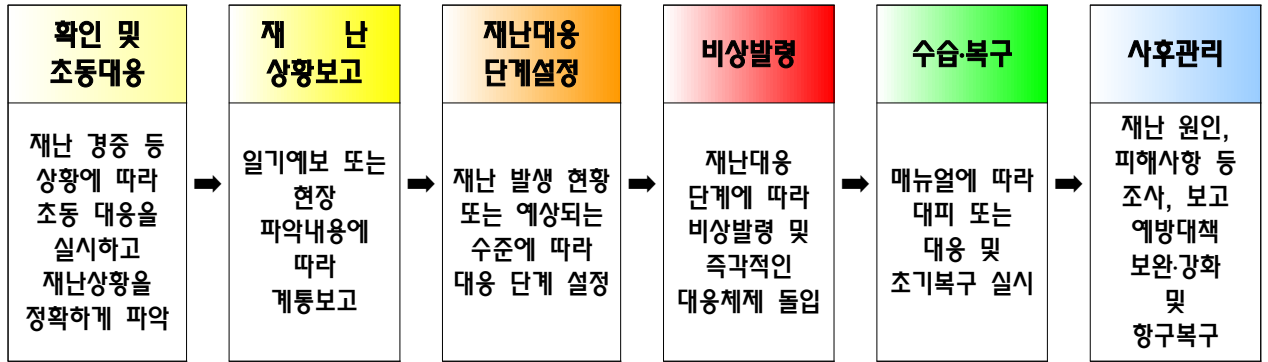 확인 및
초동대응
재난 경중 등
상황에 따라
초동 대응을
실시하고
재난상황을
정확하게 파악
재 난
상황보고
일기예보 또는
현장
파악내용에
따라
계통보고
재난대응
단계설정
재난 발생 현황
또는 예상되는
수준에 따라
대응 단계 설정
비상발령
재난대응
단계에 따라
비상발령 및
즉각적인
대응체제 돌입
수습·복구
매뉴얼에 따라
대피 또는
대응 및
초기복구 실시
사후관리
재난 원인,
피해사항 등
조사, 보고
예방대책
보완·강화
및
항구복구